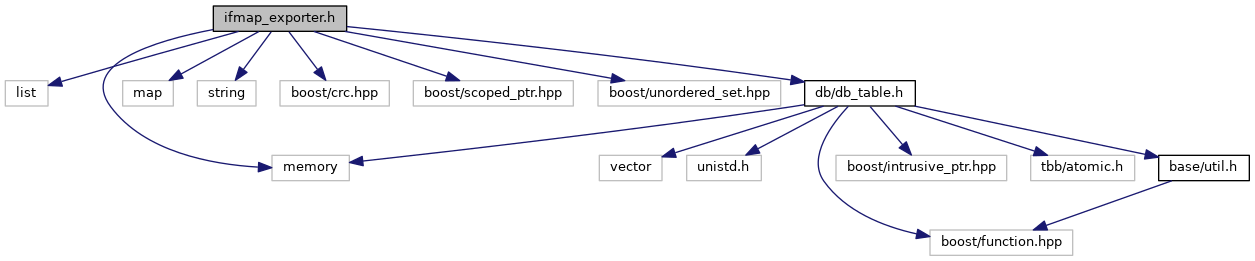 ifmap_exporter.h
list
map
string
boost/crc.hpp
boost/scoped_ptr.hpp
boost/unordered_set.hpp
db/db_table.h
memory
vector
unistd.h
boost/intrusive_ptr.hpp
tbb/atomic.h
base/util.h
boost/function.hpp